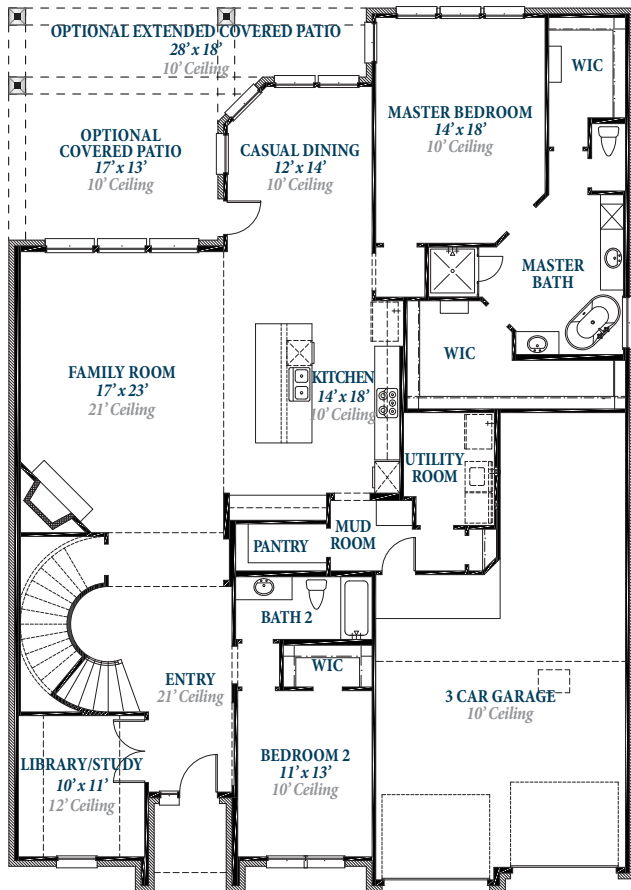 OPTIONAL EXTENDED COVERED PATIO
28' x 18'
10' Ceiling
WIC
MASTER BEDROOM
14' x 18'
10' Ceiling
OPTIONAL
COVERED PATIO
17' x 13'
10' Ceiling
CASUAL DINING
12' x 14'
10' Ceiling
MASTER
BATH
WIC
FAMILY ROOM
17' x 23'
21' Ceiling
KITCHEN
14' x 18'
10' Ceiling
UTILITY
ROOM
PANTRY
MUD
ROOM
BATH 2
WIC
ENTRY
21' Ceiling
3 CAR GARAGE
10' Ceiling
LIBRARY/STUDY
10' x 11'
12' Ceiling
BEDROOM 2
11' x 13'
10' Ceiling